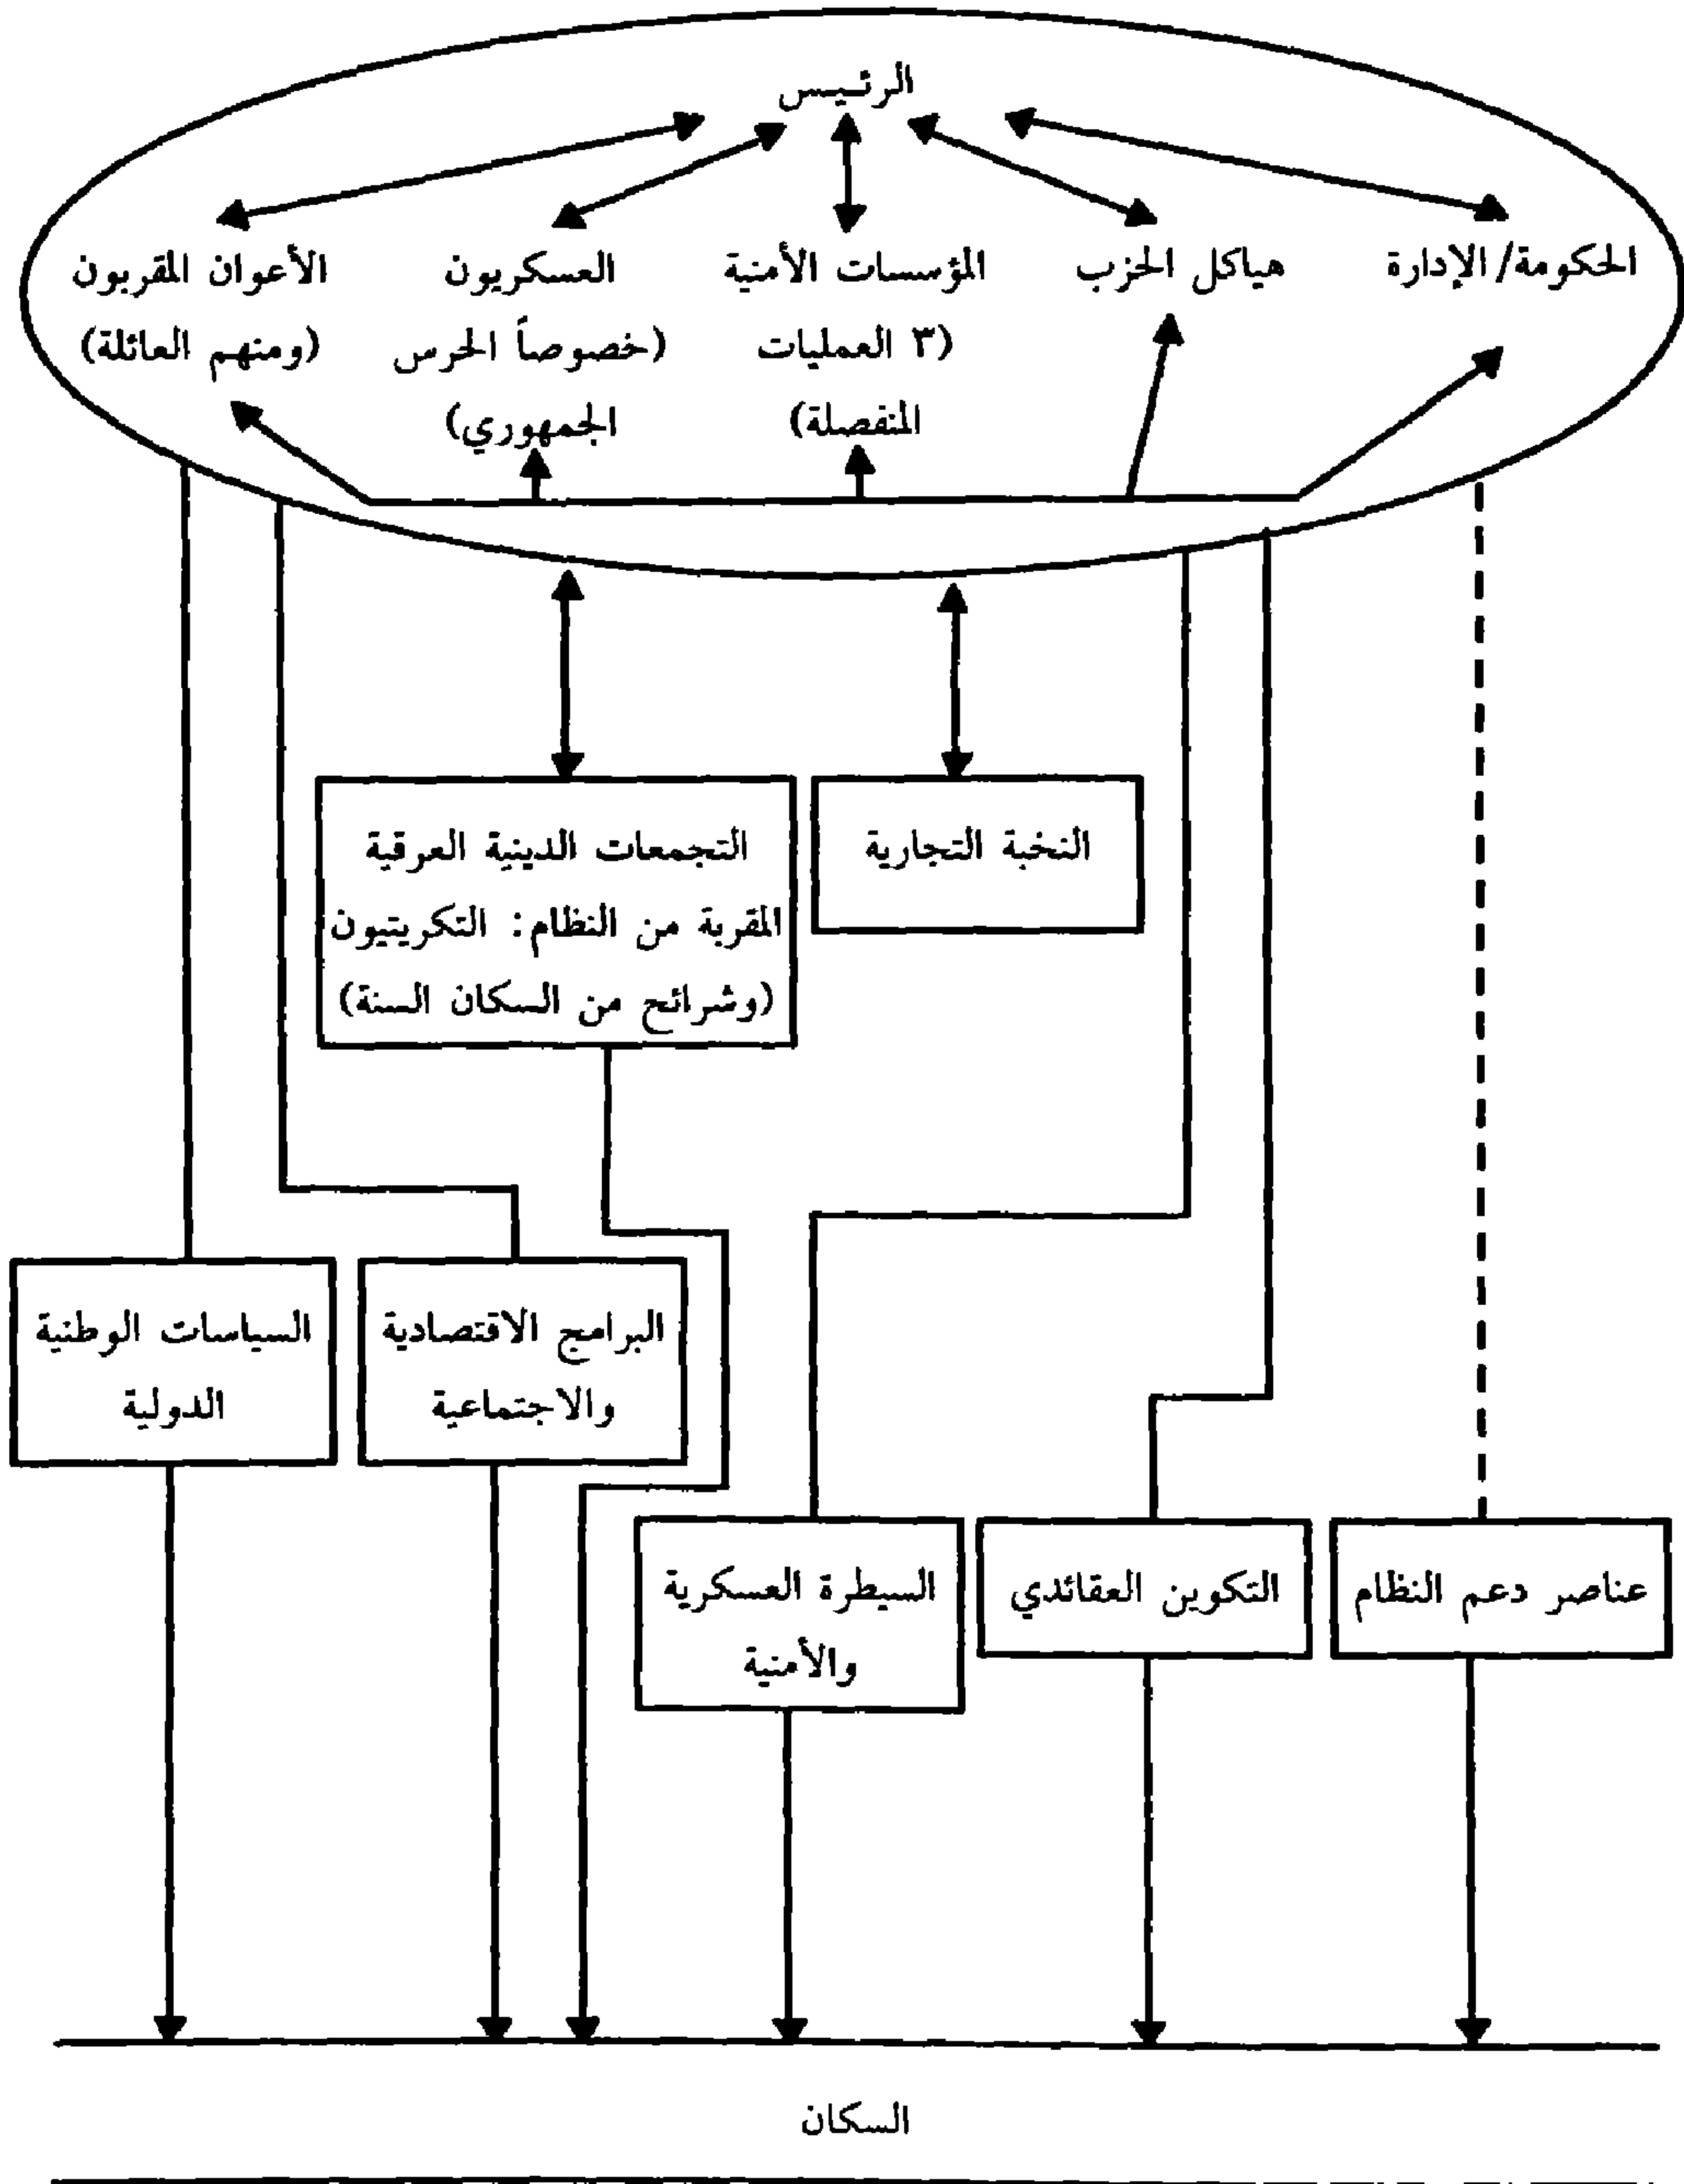 الرئيس
الحكومة/الإدارة
هياكل الحزب
المؤسسات الأمنية
(٣ العمليات
المنفصلة)
العسكريون
(خصوصاً الحرس
الجمهوري)
الأعوان المقربون
(ومنهم العائلة)
النخبة التجارية
التجمعات الدينية العرقية
المقربة من النظام: التكريتيون
(وشرائح من السكان السنة)
البرامج الاقتصادية
والاجتماعية
السياسات الوطنية
الدولية
عناصر دعم النظام
التكوين العقائدي
السيطرة العسكرية
والأمنية
السكان